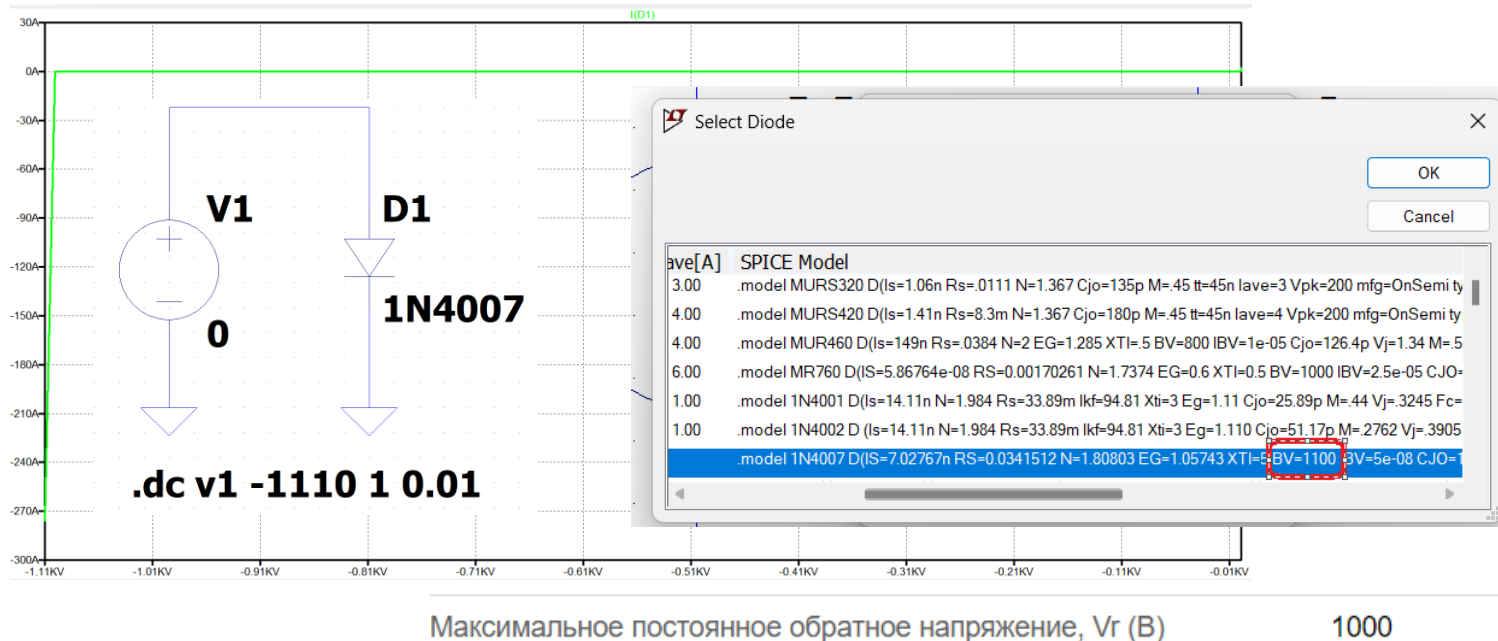 I(D1)
30A
0A
-30A
-60A
-90A
-120A
-150A
-180A
-210A
-240A
-270A
-300A
-1.11KV -1.01KV -0.91KV -0.81KV -0.71KV -0.61KV -0.51KV -0.41KV -0.31KV -0.21KV -0.11KV -0.01KV
V1
D1
1N4007
0
.dc v1 -1110 1 0.01
Select Diode
OK
Cancel
ave[A] SPICE Model
3.00 .model MURS320 D(Is=1.06n Rs=.0111 N=1.367 Cjo=135p M=.45 tt=45n Iave=3 Vpk=200 mfg=OnSemi ty
4.00 .model MURS420 D(Is=1.41n Rs=8.3m N=1.367 Cjo=180p M=.45 tt=45n Iave=4 Vpk=200 mfg=OnSemi ty
4.00 .model MUR460 D(Is=149n Rs=.0384 N=2 EG=1.285 XTI=.5 BV=800 IBV=1e-05 Cjo=126.4p Vj=1.34 M=.5
6.00 .model MR760 D(IS=5.86764e-08 RS=0.00170261 N=1.7374 EG=0.6 XTI=0.5 BV=1000 IBV=2.5e-05 CJO=
1.00 .model 1N4001 D(Is=14.11n N=1.984 Rs=33.89m Ikf=94.81 Xti=3 Eg=1.11 Cjo=25.89p M=.44 Vj=.3245 Fc=
1.00 .model 1N4002 D (Is=14.11n N=1.984 Rs=33.89m Ikf=94.81 Xti=3 Eg=1.110 Cjo=51.17p M=.2762 Vj=.3905
.model 1N4007 D(IS=7.02767n RS=0.0341512 N=1.80803 EG=1.05743 XTI=5 BV=1100 IBV=5e-08 CJO=1
Максимальное постоянное обратное напряжение, Vr (В) 1000